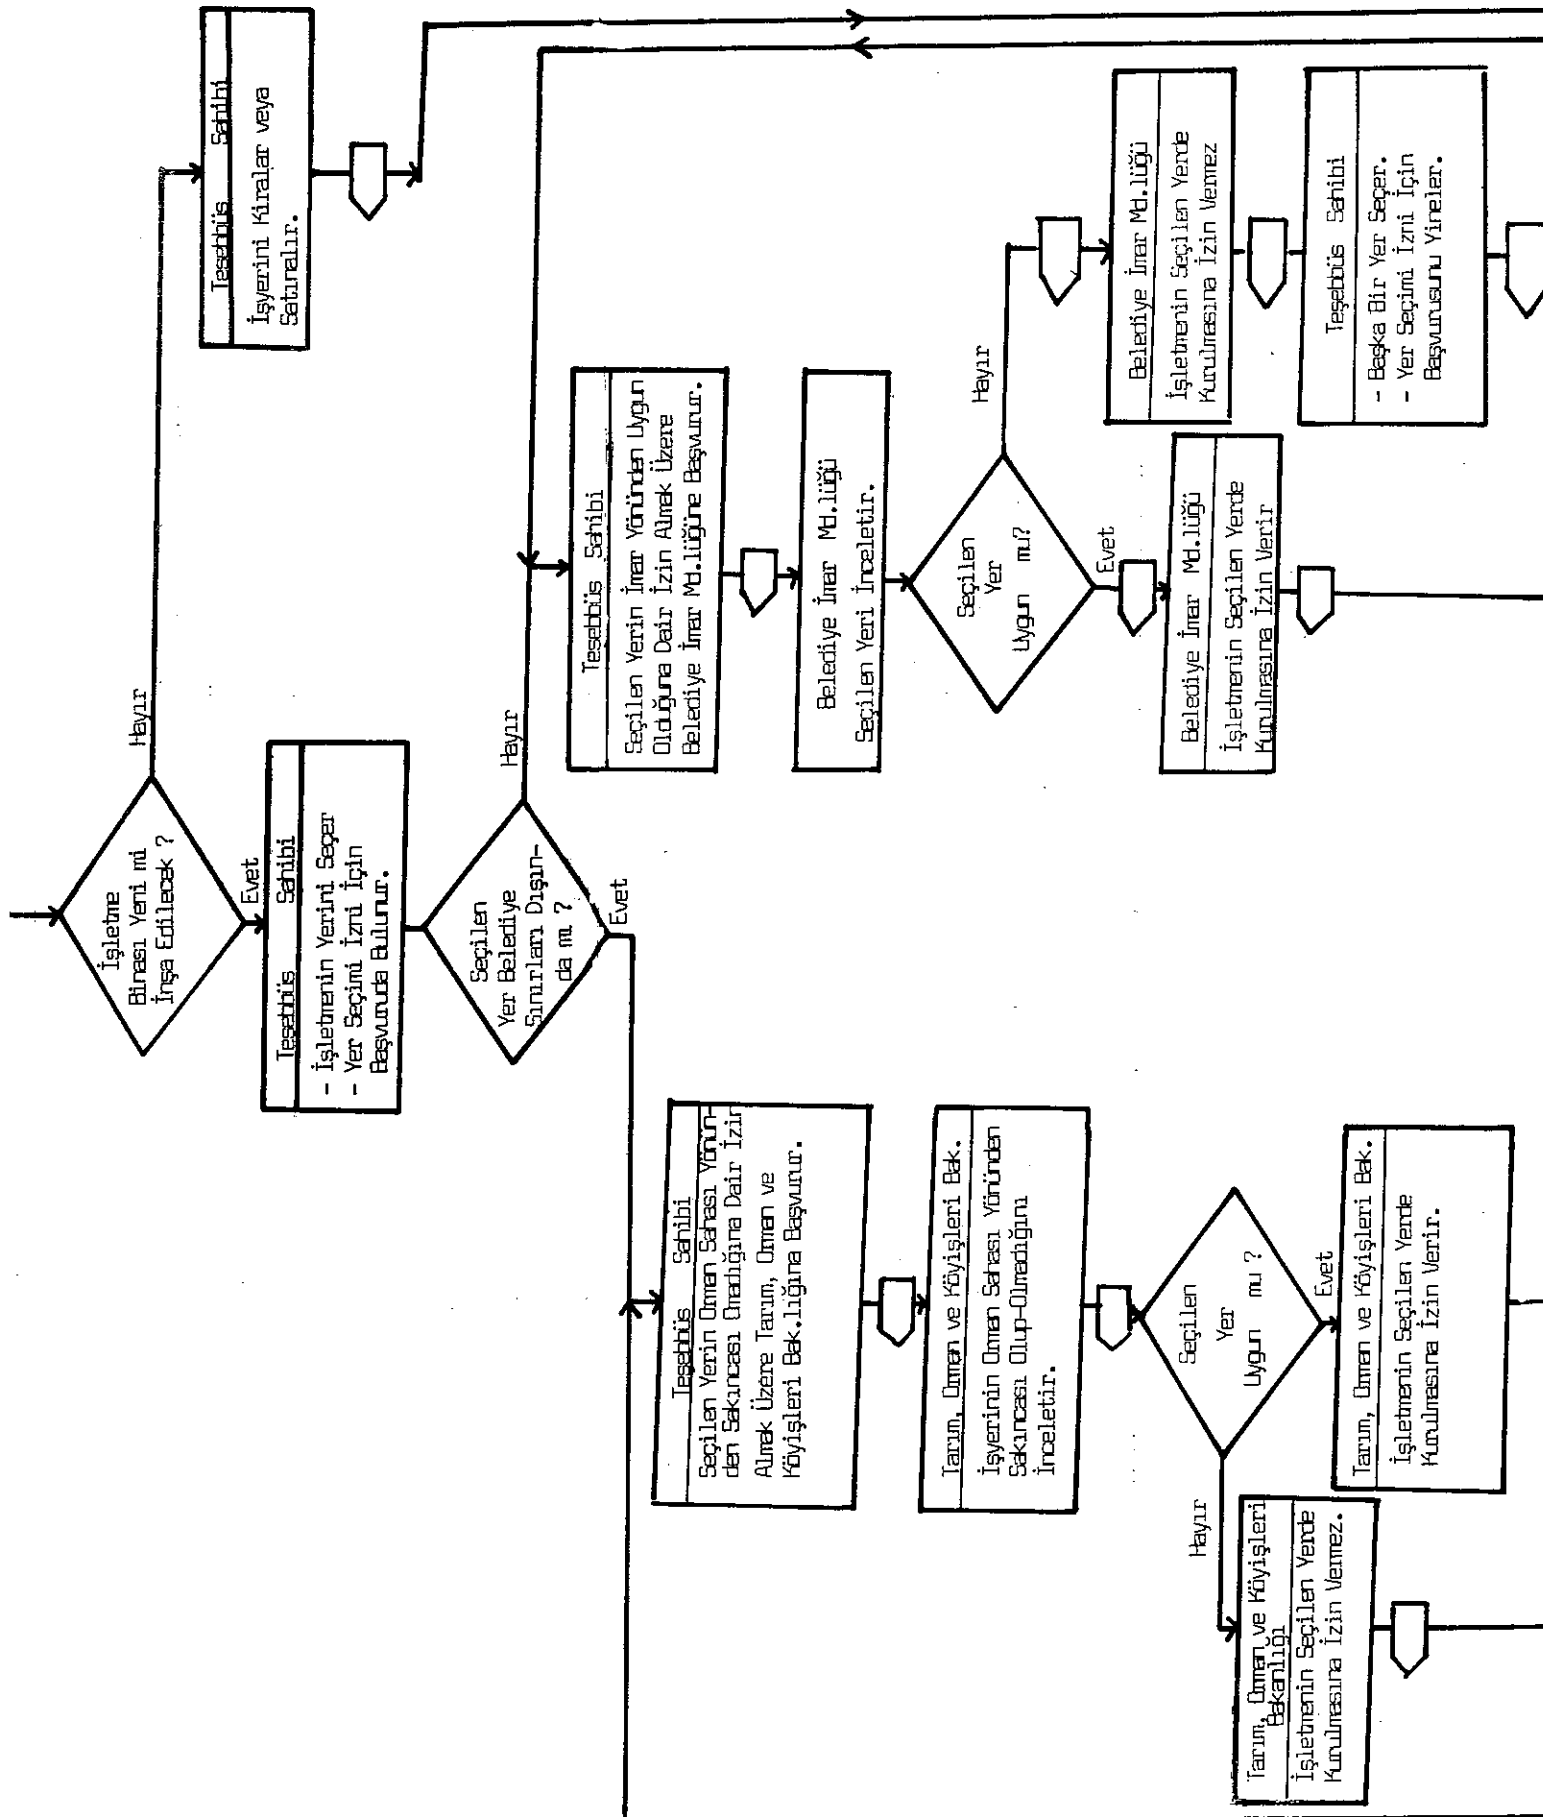 İşletme
Binası Yeni mi
İnşa Edilecek ?
Hayır
Evet
Teşebbüs Sahibi
İşyerini Kiralar veya
Satınalır.
Teşebbüs Sahibi
- İşletmenin Yerini Seçer
- Yer Seçimi İzni İçin
Başvuruda Bulunur.
Seçilen
Yer Belediye
Sınırları Dışın-
da mı ?
Hayır
Evet
Teşebbüs Sahibi
Seçilen Yerin İmar Yönünden Uygun
Olduğuna Dair İzin Almak Üzere
Belediye İmar Md.lüğüne Başvurur.
Belediye İmar Md.lüğü
Seçilen Yeri İnceletir.
Seçilen
Yer
Uygun mu?
Hayır
Evet
Belediye İmar Md.lüğü
İşletmenin Seçilen Yerde
Kurulmasına İzin Vermez
Teşebbüs Sahibi
- Başka Bir Yer Seçer.
- Yer Seçimi İzni İçin
Başvurusunu Yineler.
Belediye İmar Md.lüğü
İşletmenin Seçilen Yerde
Kurulmasına İzin Verir
Teşebbüs Sahibi
Seçilen Yerin Orman Sahası Yönün-
den Sakıncası Omadığına Dair İzin
Almak Üzere Tarım, Orman ve
Köyişleri Bak.lığına Başvurur.
Tarım, Orman ve Köyişleri Bak.
İşyerinin Orman Sahası Yönünden
Sakıncası Olup-Olmadığını
İnceletir.
Seçilen
Yer
Uygun mu ?
Hayır
Evet
Tarım, Orman ve Köyişleri Bak.
İşletmenin Seçilen Yerde
Kurulmasına İzin Verir.
Tarım, Orman ve Köyişleri
Bakanlığı
İşletmenin Seçilen Yerde
Kurulmasına İzin Vermez.